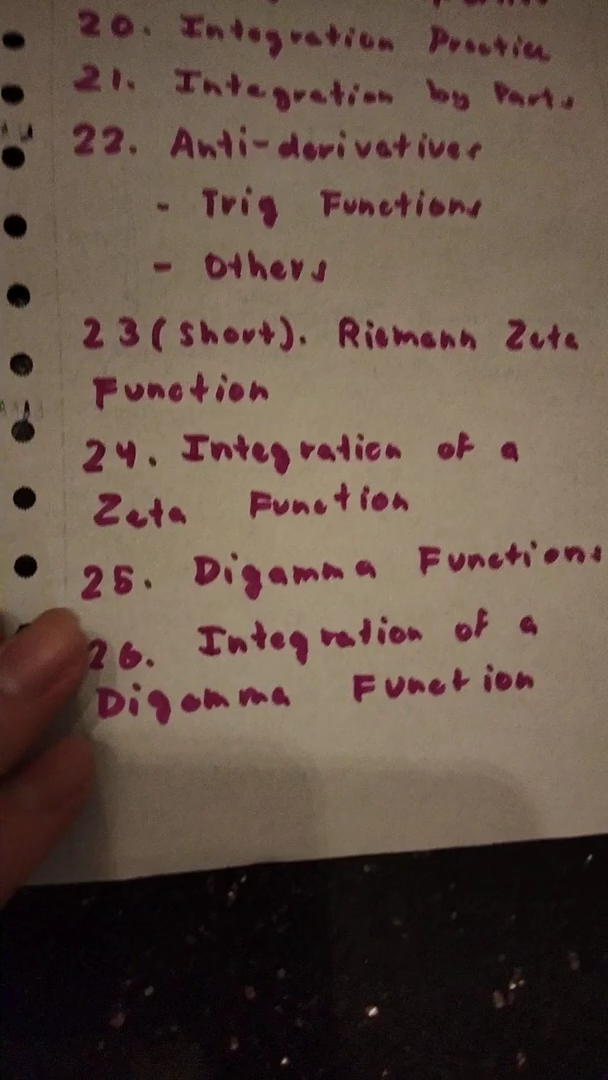 20. Integration Practice
21. Integration by Parts
22. Anti-derivatives
- Trig Functions
- Others
23 (short). Riemann Zeta
Function
24. Integration of a
Zeta Function
25. Digamma Functions
26. Integration of a
Digamma Function